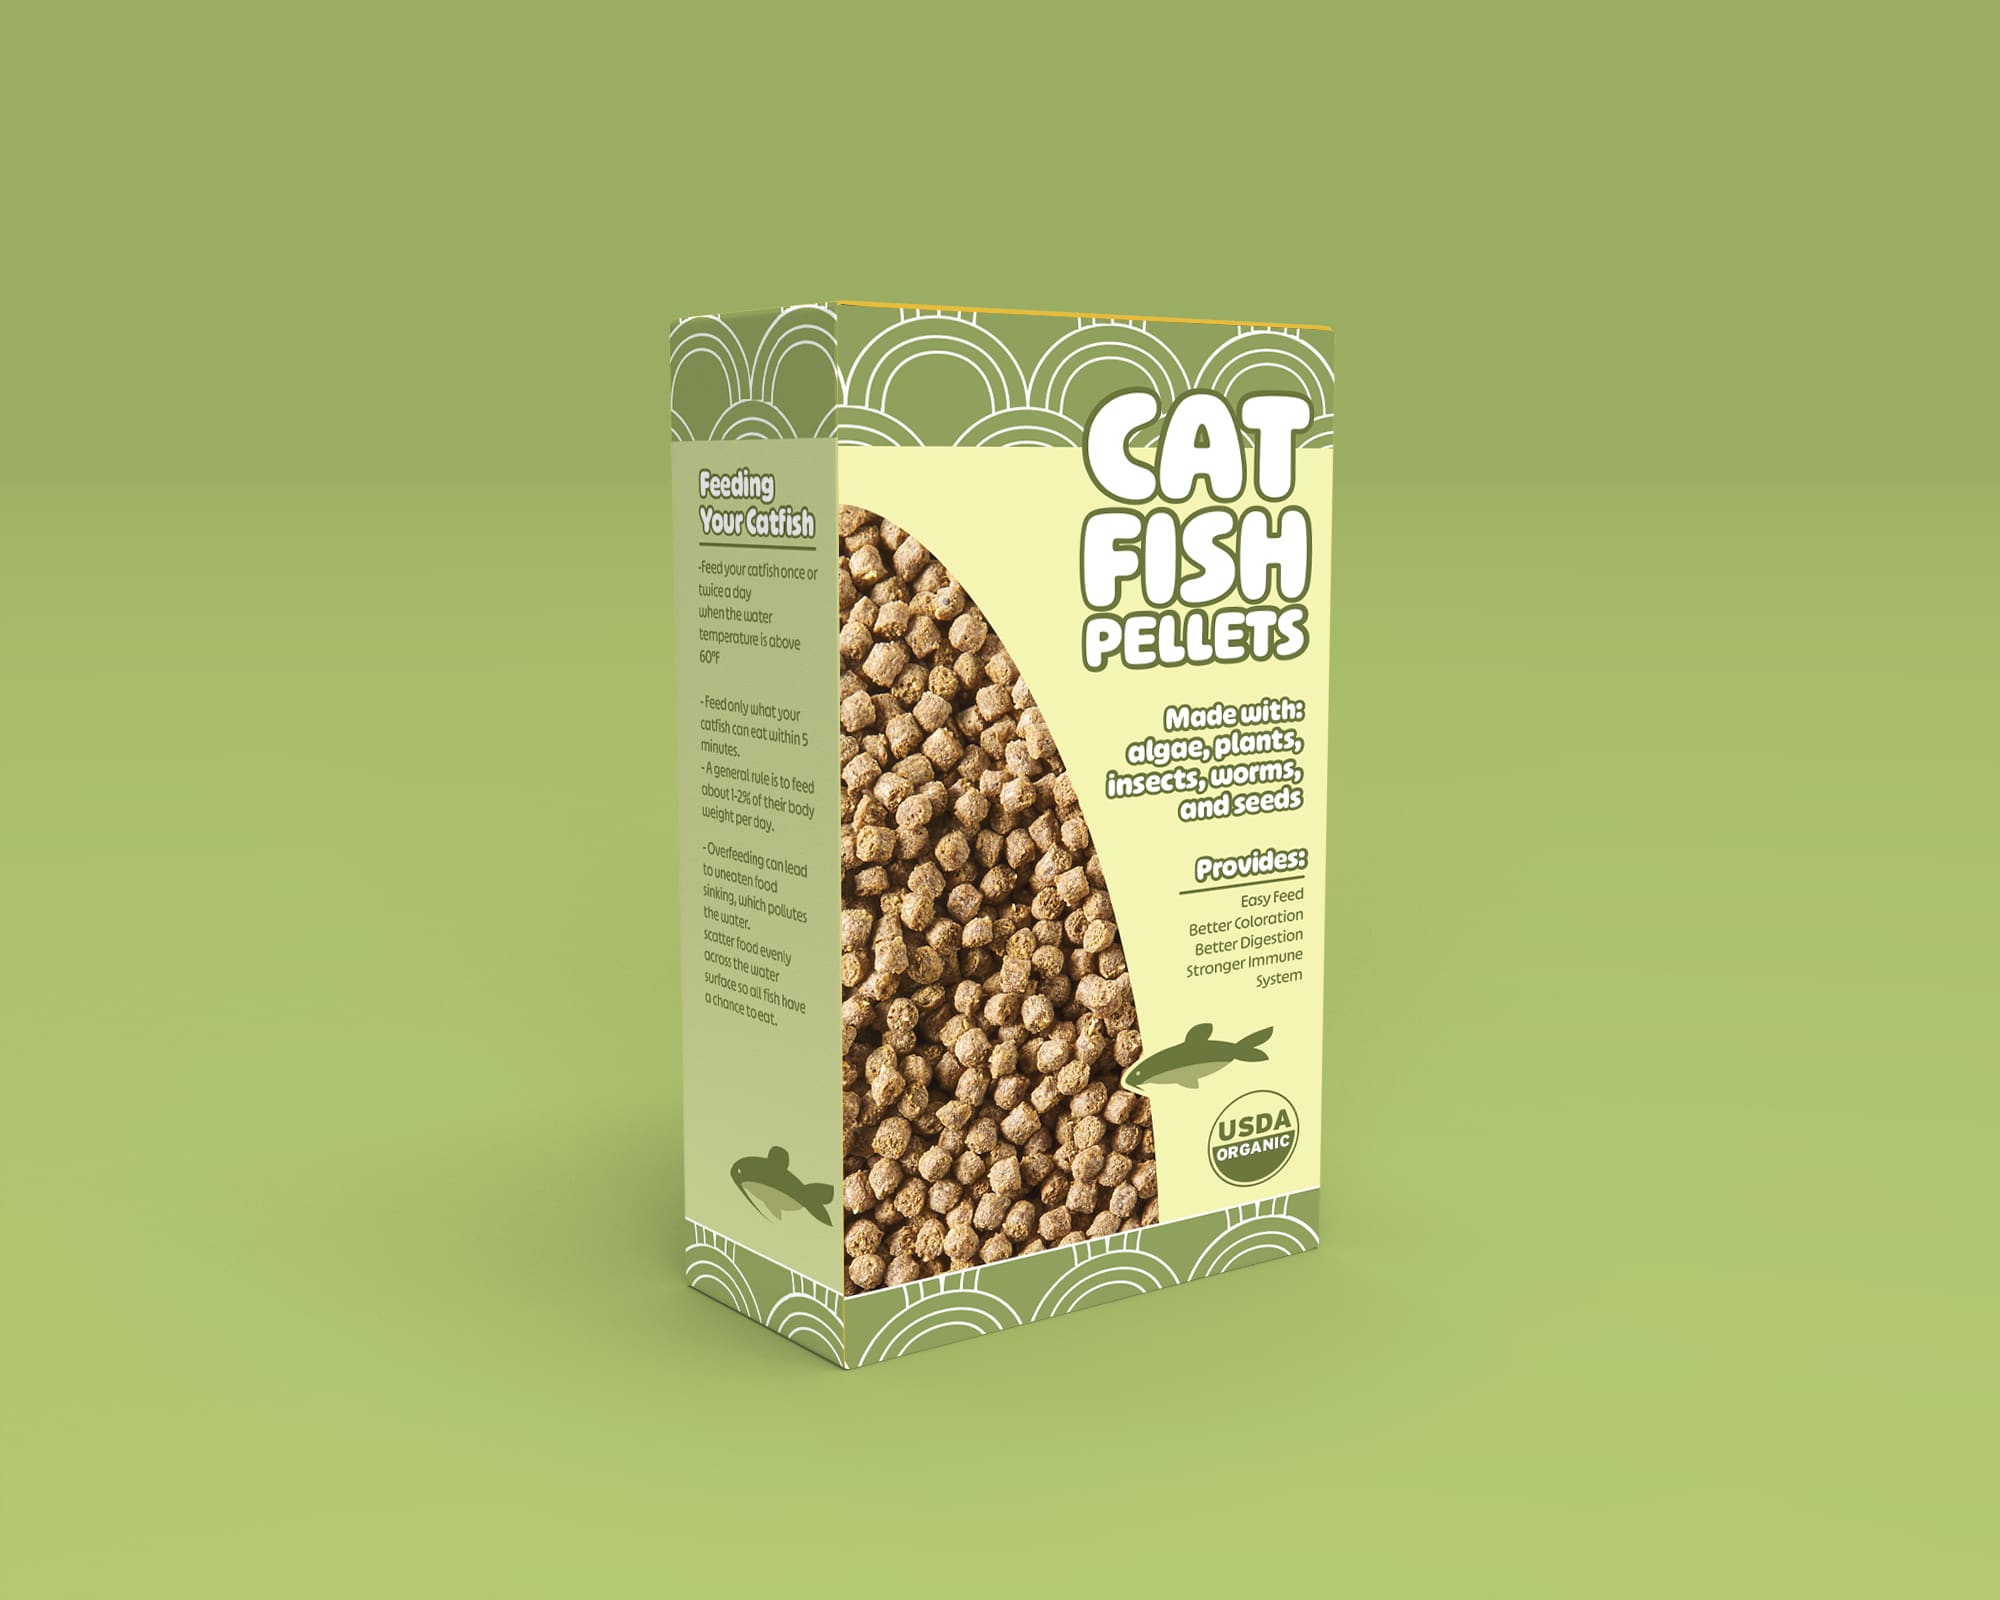 Feeding
Your Catfish
-Feed your catfish once or
twice a day
when the water
temperature is above
60°F
- Feed only what your
catfish can eat within 5
minutes.
- A general rule is to feed
about 1-2% of their body
weight per day.
- Overfeeding can lead
to uneaten food
sinking, which pollutes
the water.
scatter food evenly
across the water
surface so all fish have
a chance to eat.
CAT
FISH
PELLETS
Made with:
algae, plants,
insects, worms,
and seeds
Provides:
Easy Feed
Better Coloration
Better Digestion
Stronger Immune
System
USDA
ORGANIC